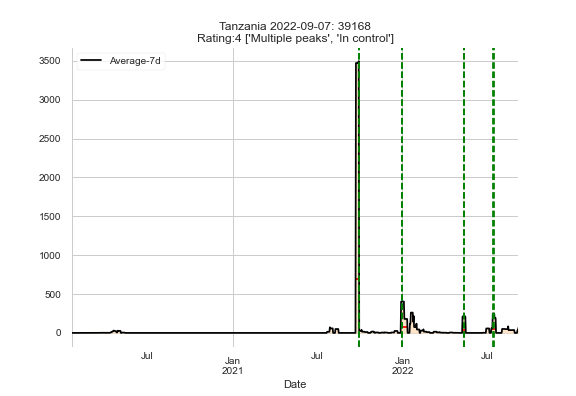 Tanzania 2022-09-07: 39168
Rating:4 ['Multiple peaks', 'In control']
Average-7d
3500
3000
2500
2000
1500
1000
500
0
Jul
Jan
2021
Jul
Jan
2022
Jul
Date